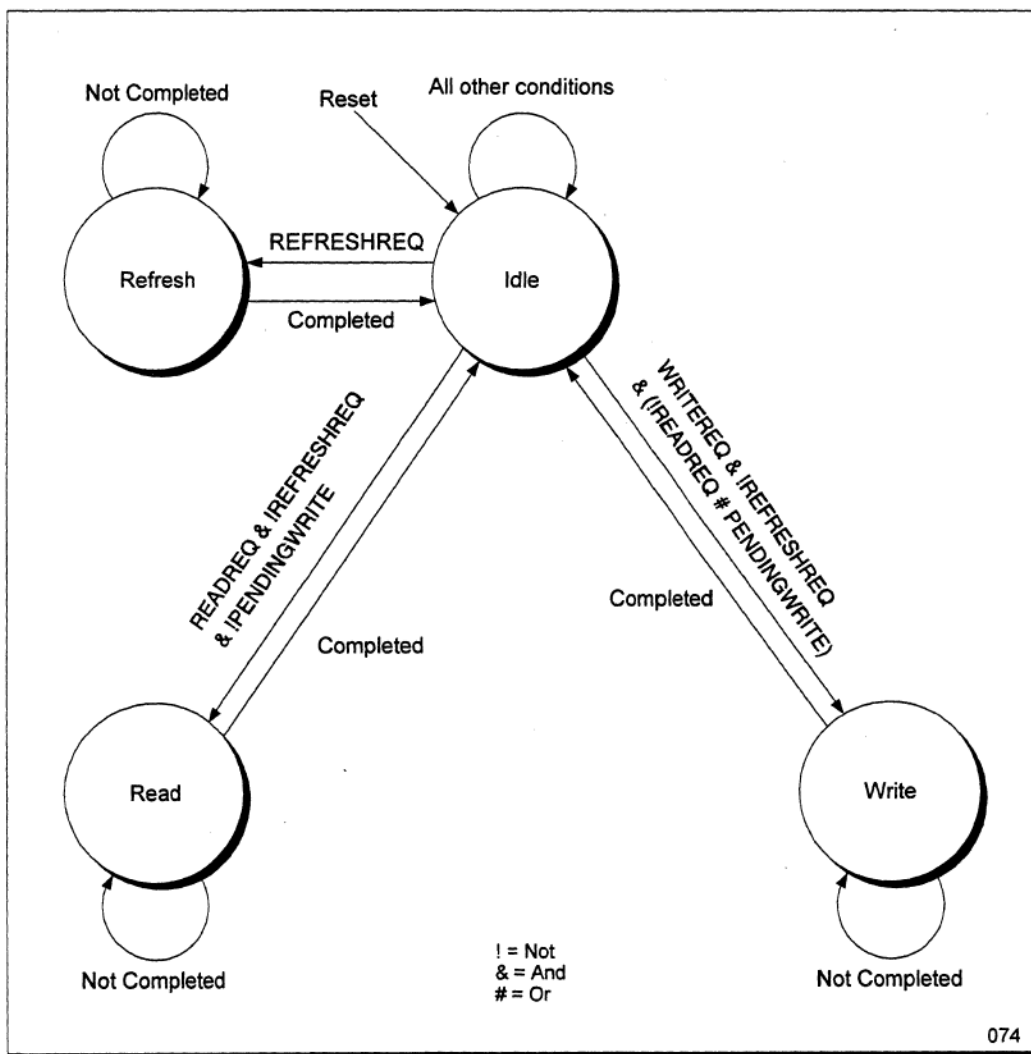 Not Completed
Reset
All other conditions
Refresh
REFRESHREQ
Completed
Idle
READREQ & !REFRESHREQ
& !PENDINGWRITE
Completed
WRITEREQ & !REFRESHREQ
& (!READREQ # PENDINGWRITE)
Completed
Read
Write
Not Completed
! = Not
& = And
# = Or
Not Completed
074